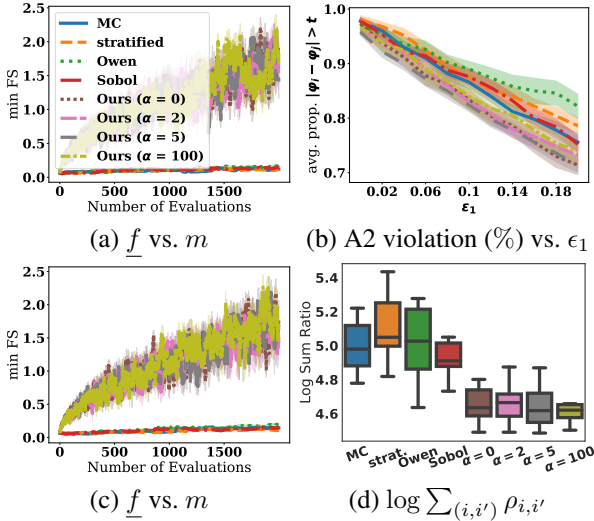 2.5
2.0
1.5
1.0
0.5
0.0
min FS
MC
stratified
Owen
Sobol
Ours (α = 0)
Ours (α = 2)
Ours (α = 5)
Ours (α = 100)
0 500 1000 1500
Number of Evaluations
(a) f vs. m
1.0
0.9
0.8
0.7
avg. prop. |φi − φj| > t
0.02 0.06 0.1 0.14 0.18
ε1
(b) A2 violation (%) vs. ϵ1
2.5
2.0
1.5
1.0
0.5
0.0
min FS
0 500 1000 1500
Number of Evaluations
(c) f vs. m
5.4
5.2
5.0
4.8
4.6
Log Sum Ratio
MC strat. Owen Sobol α = 0 α = 2 α = 5 α = 100
(d) log ∑(i,i′) ρi,i′